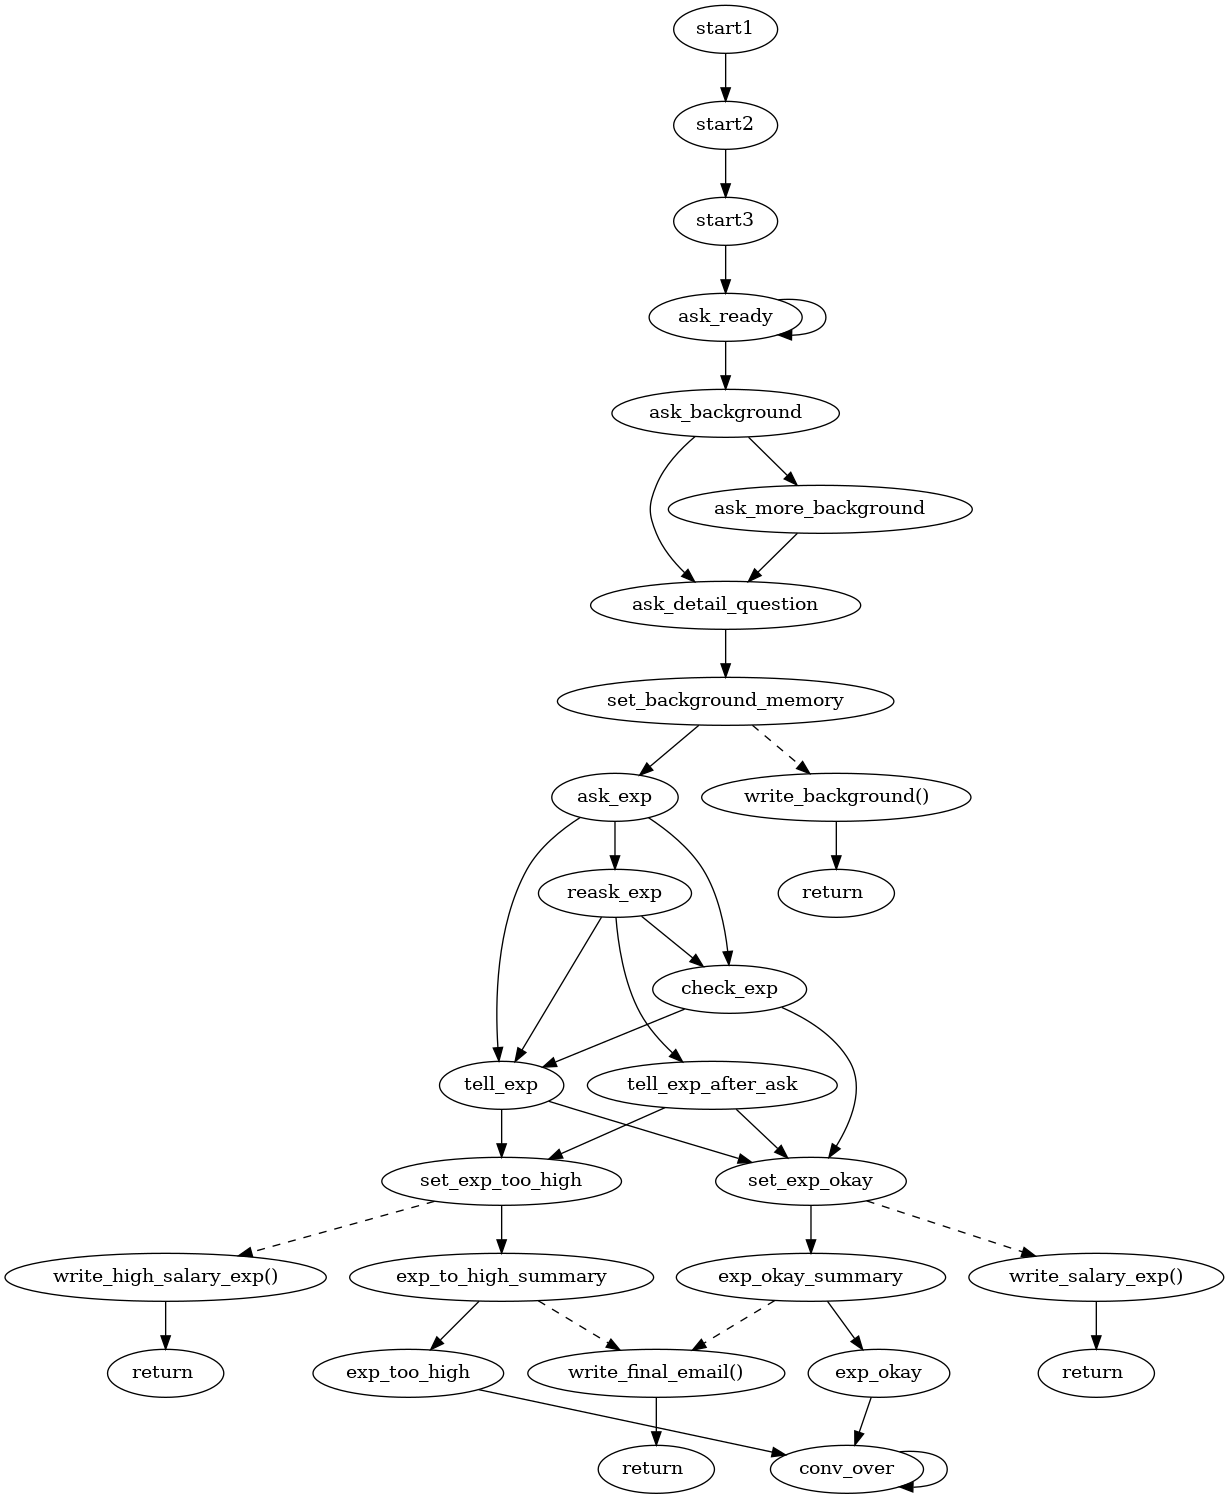 start1
start2
start3
ask_ready
ask_background
ask_more_background
ask_detail_question
set_background_memory
ask_exp
write_background()
reask_exp
return
check_exp
tell_exp
tell_exp_after_ask
set_exp_too_high
set_exp_okay
write_high_salary_exp()
exp_to_high_summary
exp_okay_summary
write_salary_exp()
return
exp_too_high
write_final_email()
exp_okay
return
return
conv_over